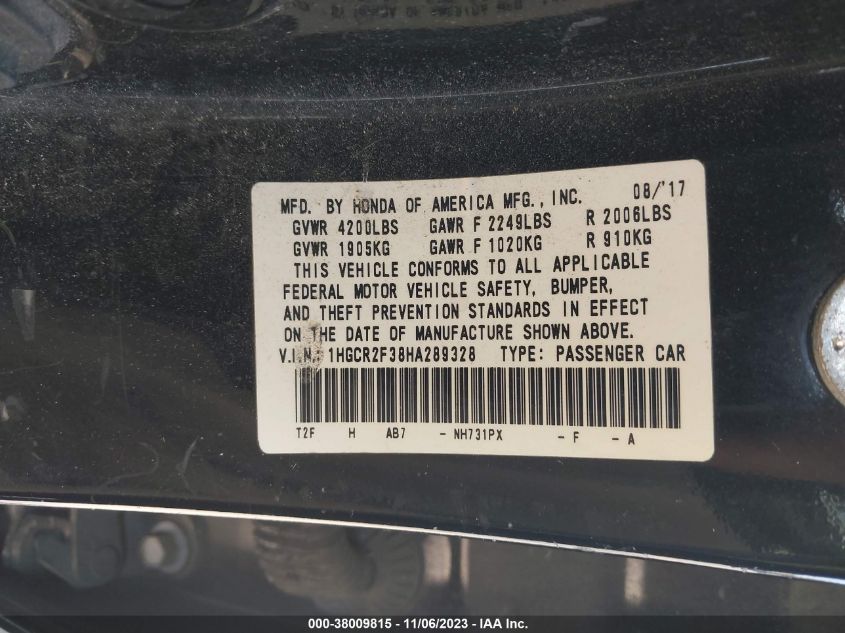 MFD. BY HONDA OF AMERICA MFG., INC. 08/'17
GVWR 4200LBS GAWR F 2249LBS R 2006LBS
GVWR 1905KG GAWR F 1020KG R 910KG
THIS VEHICLE CONFORMS TO ALL APPLICABLE
FEDERAL MOTOR VEHICLE SAFETY, BUMPER,
AND THEFT PREVENTION STANDARDS IN EFFECT
ON THE DATE OF MANUFACTURE SHOWN ABOVE.
V.I.N. 1HGCR2F38HA289328 TYPE: PASSENGER CAR
T2F H AB7 - NH731PX - F - A
000-38009815 - 11/06/2023 - IAA Inc.